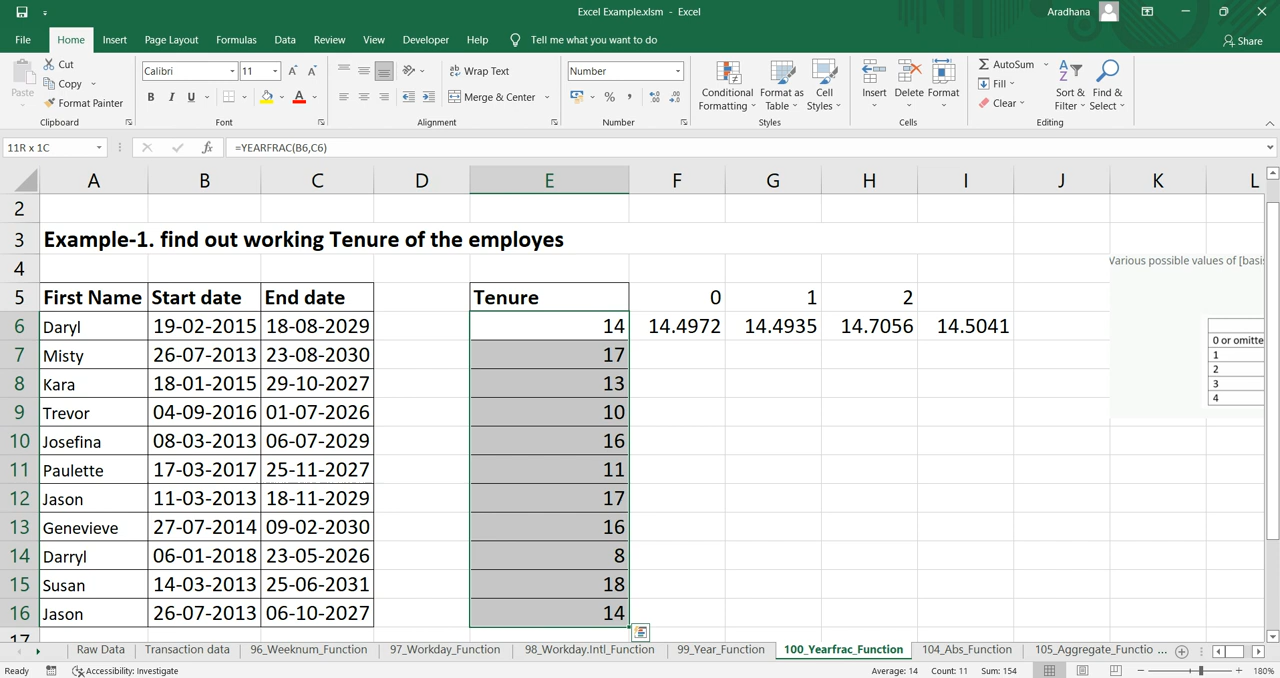 Excel Example.xlsm - Excel
Aradhana
File Home Insert Page Layout Formulas Data Review View Developer Help Tell me what you want to do Share
Paste Cut Copy Format Painter Clipboard
Calibri 11 A A B I U A Font
Wrap Text Merge & Center Alignment
Number % , Number
Conditional Formatting Format as Table Cell Styles Styles
Insert Delete Format Cells
AutoSum Fill Clear Sort & Filter Find & Select Editing
11R x 1C fx =YEARFRAC(B6,C6)
A B C D E F G H I J K L
2
3 Example-1. find out working Tenure of the employes
4 Various possible values of [basi
5 First Name Start date End date Tenure 0 1 2
6 Daryl 19-02-2015 18-08-2029 14 14.4972 14.4935 14.7056 14.5041
0 or omitte
7 Misty 26-07-2013 23-08-2030 17
1
2
8 Kara 18-01-2015 29-10-2027 13
3
4
9 Trevor 04-09-2016 01-07-2026 10
10 Josefina 08-03-2013 06-07-2029 16
11 Paulette 17-03-2017 25-11-2027 11
12 Jason 11-03-2013 18-11-2029 17
13 Genevieve 27-07-2014 09-02-2030 16
14 Darryl 06-01-2018 23-05-2026 8
15 Susan 14-03-2013 25-06-2031 18
16 Jason 26-07-2013 06-10-2027 14
17
Raw Data Transaction data 96_Weeknum_Function 97_Workday_Function 98_Workday.Intl_Function 99_Year_Function 100_Yearfrac_Function 104_Abs_Function 105_Aggregate_Functio ...
Ready Accessibility: Investigate Average: 14 Count: 11 Sum: 154 180%